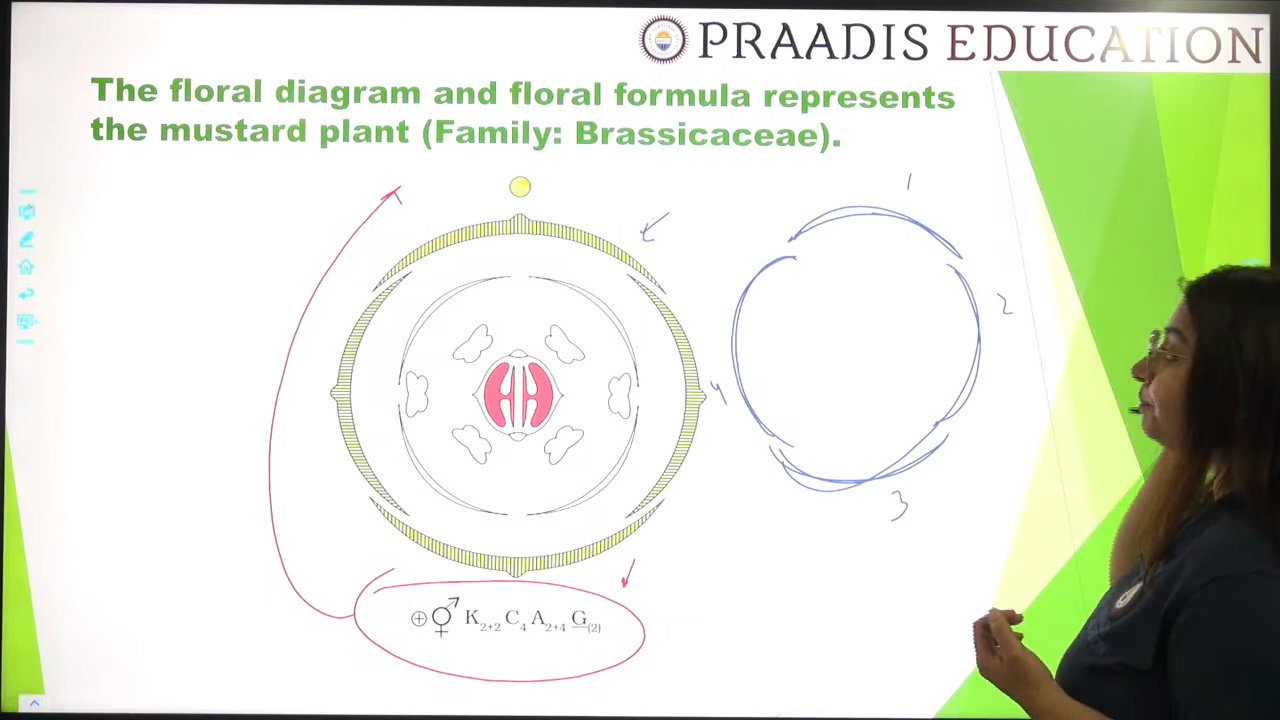 PRAADIS EDUCATION
The floral diagram and floral formula represents
the mustard plant (Family: Brassicaceae).
1
2
4
3
⊕ ⚥ K2+2 C4 A2+4 G(2)